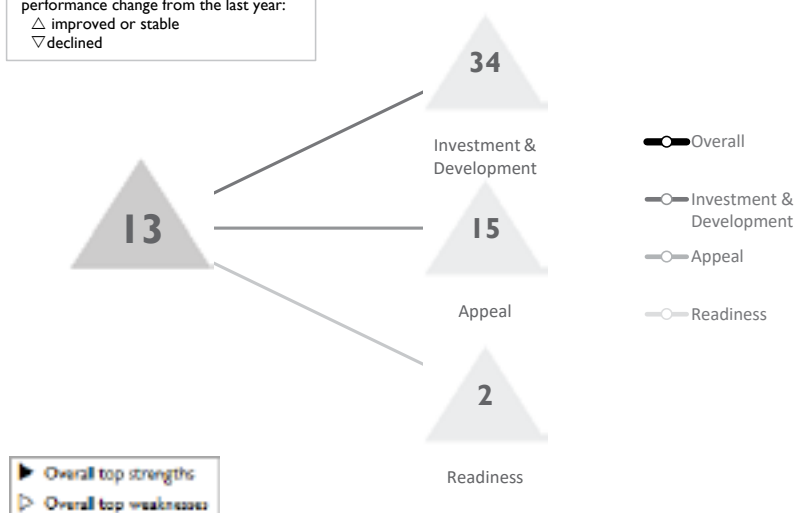 performance change from the last year:
△ improved or stable
▽ declined
34
Investment &
Development
13
15
Appeal
2
Readiness
Overall
Investment &
Development
Appeal
Readiness
▶ Overall top strengths
▷ Overall top weaknesses